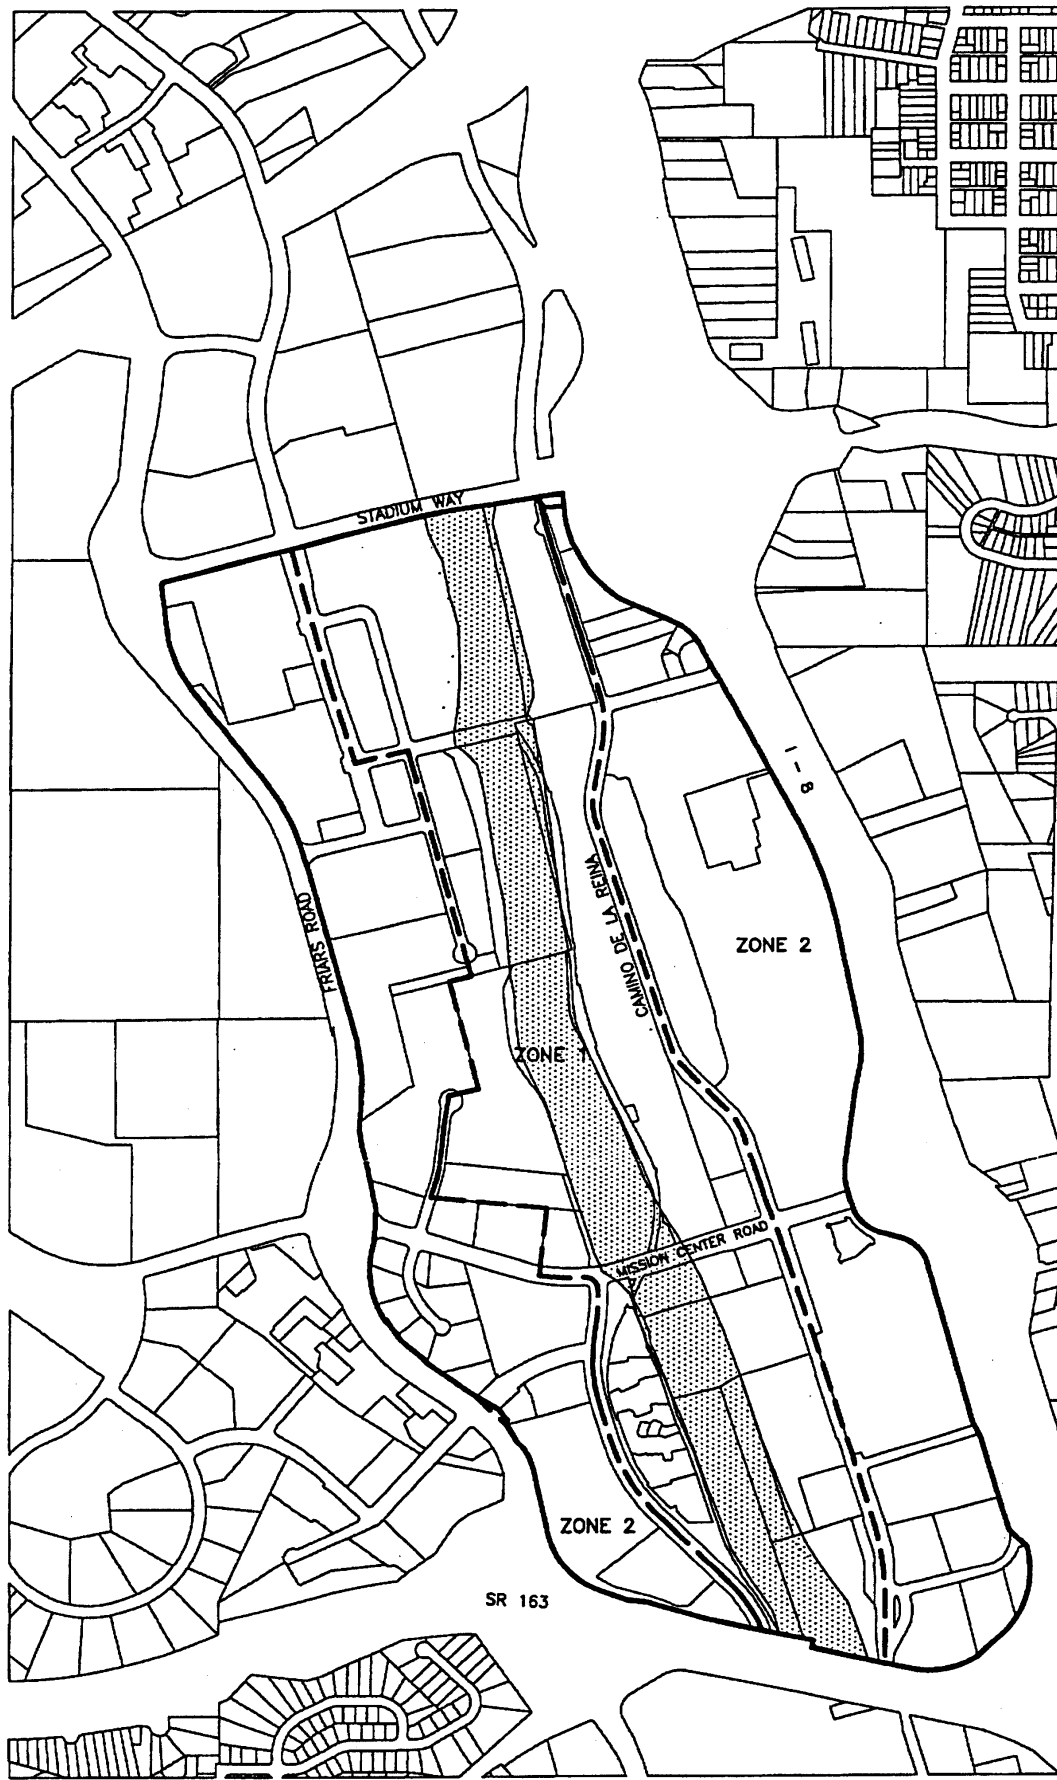 STADIUM WAY
I-8
FRIARS ROAD
CAMINO DE LA REINA
ZONE 2
ZONE 1
MISSION CENTER ROAD
ZONE 2
SR 163